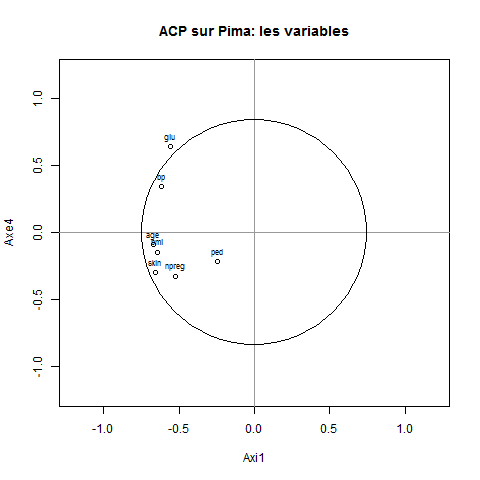 ACP sur Pima: les variables
1.0
0.5
0.0
-0.5
-1.0
Axe4
glu
bp
age
bmi
skin
npreg
ped
-1.0 -0.5 0.0 0.5 1.0
Axi1